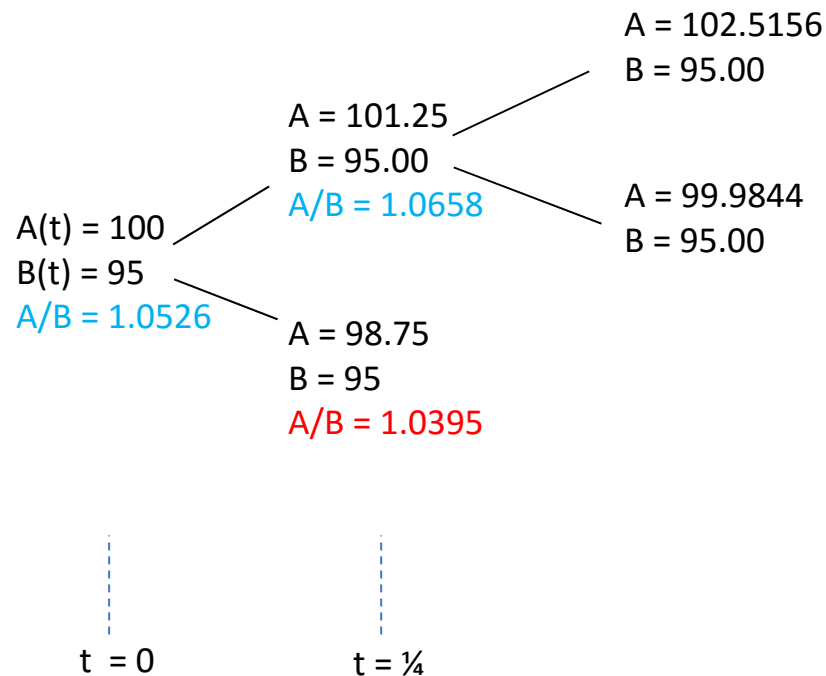 A = 102.5156
B = 95.00
A = 101.25
B = 95.00
A/B = 1.0658
A = 99.9844
B = 95.00
A(t) = 100
B(t) = 95
A/B = 1.0526
A = 98.75
B = 95
A/B = 1.0395
t = 0
t = ¼